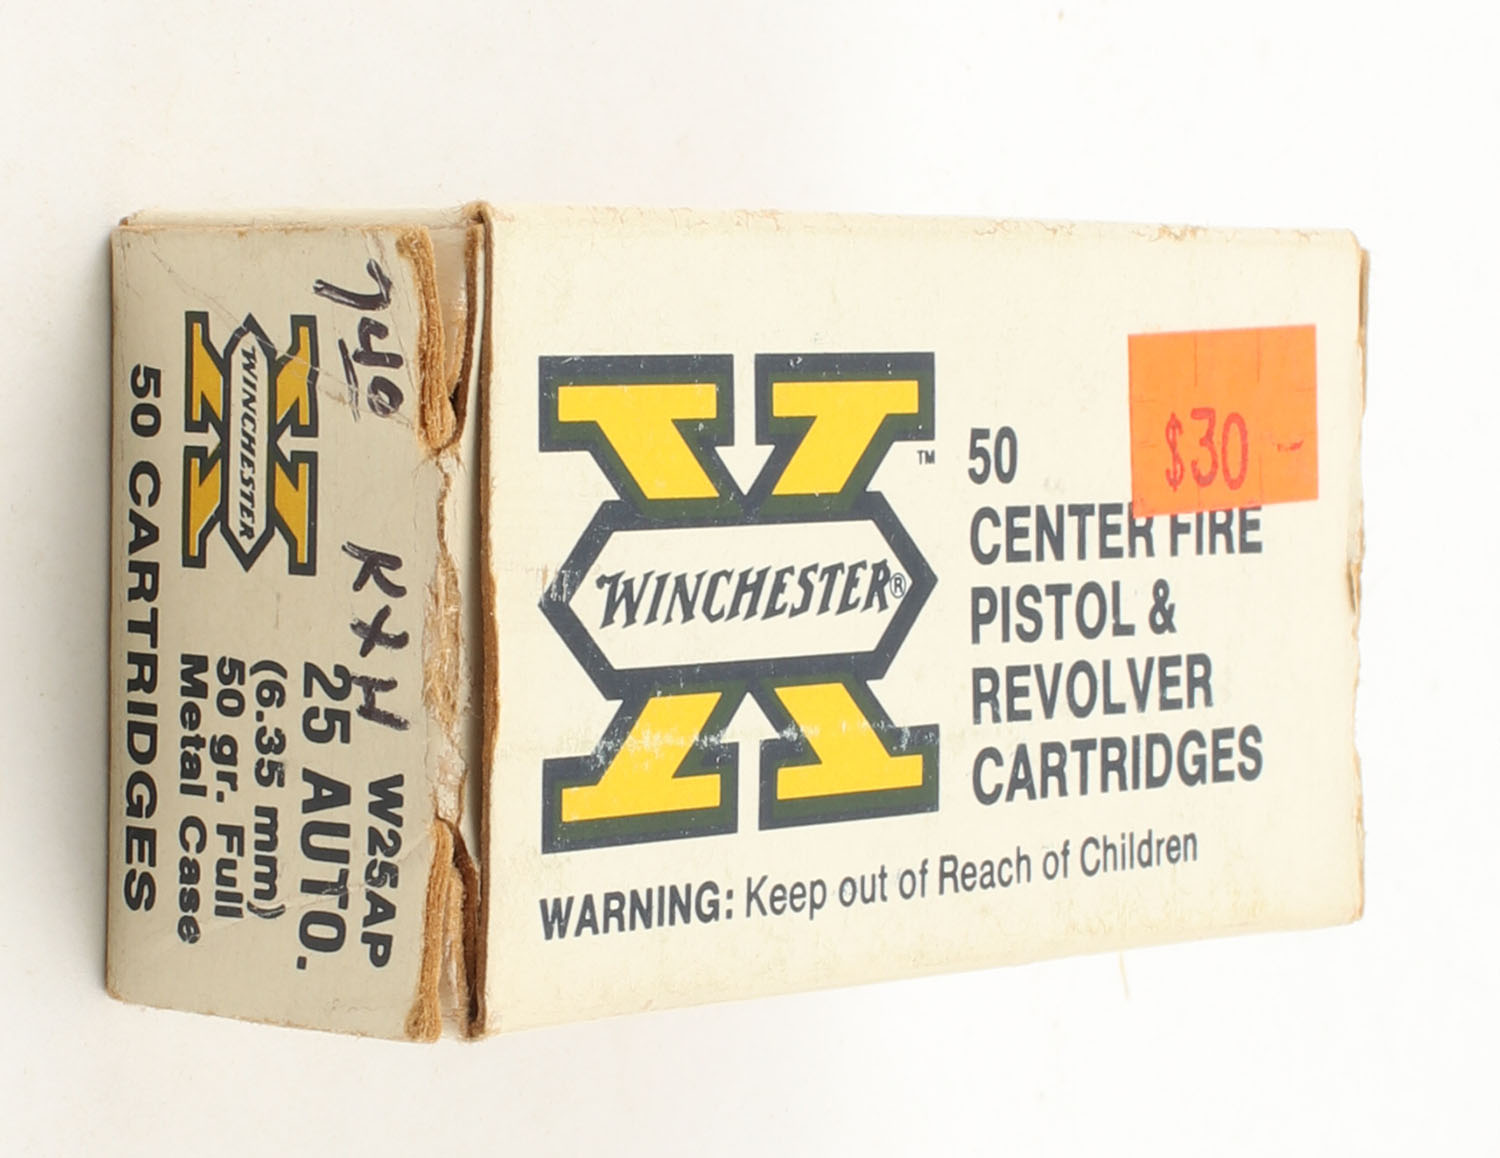 WINCHESTER®
TM
50
CENTER FIRE
PISTOL &
REVOLVER
CARTRIDGES
$30
WARNING: Keep out of Reach of Children
740
KXH
W25AP
25 AUTO.
(6.35 mm)
50 gr. Full
Metal Case
WINCHESTER
50 CARTRIDGES